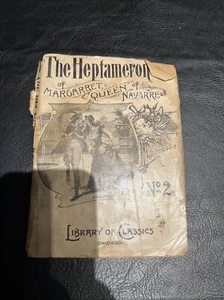 The Heptameron
of MARGARET, QUEEN of NAVARRE
No 2
LIBRARY OF CLASSICS
CHICAGO